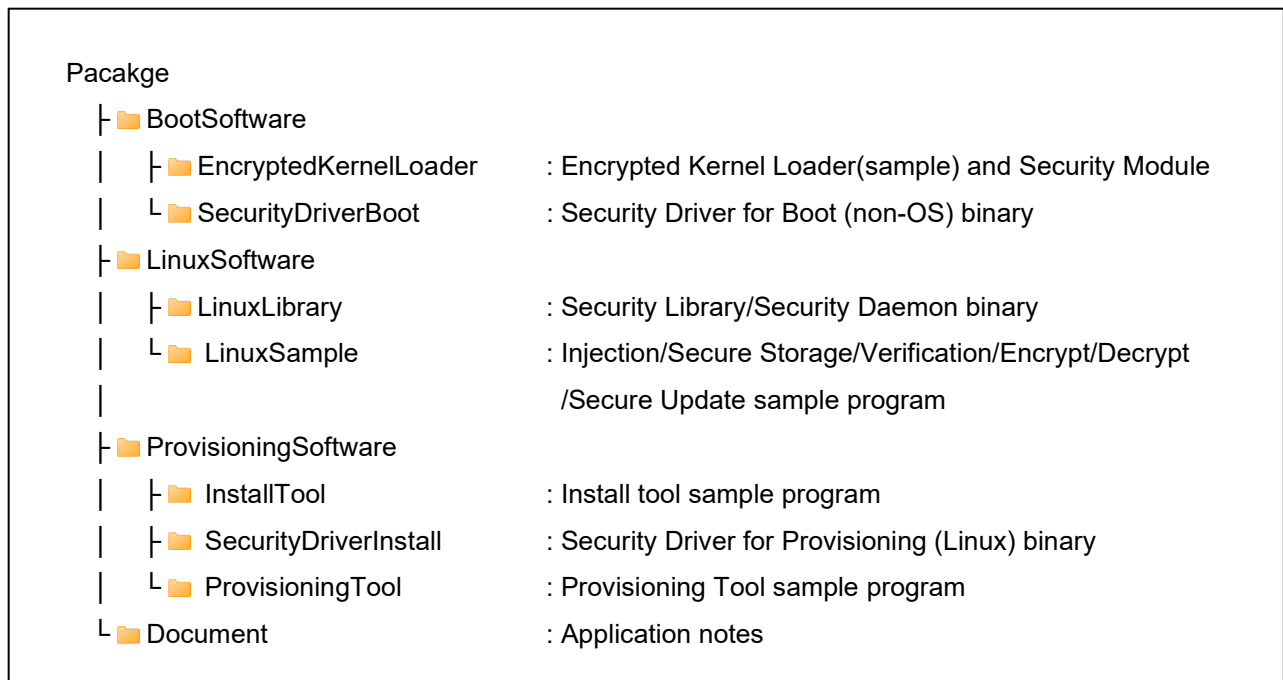 Pacakge
BootSoftware
EncryptedKernelLoader : Encrypted Kernel Loader(sample) and Security Module
SecurityDriverBoot : Security Driver for Boot (non-OS) binary
LinuxSoftware
LinuxLibrary : Security Library/Security Daemon binary
LinuxSample : Injection/Secure Storage/Verification/Encrypt/Decrypt
/Secure Update sample program
ProvisioningSoftware
InstallTool : Install tool sample program
SecurityDriverInstall : Security Driver for Provisioning (Linux) binary
ProvisioningTool : Provisioning Tool sample program
Document : Application notes